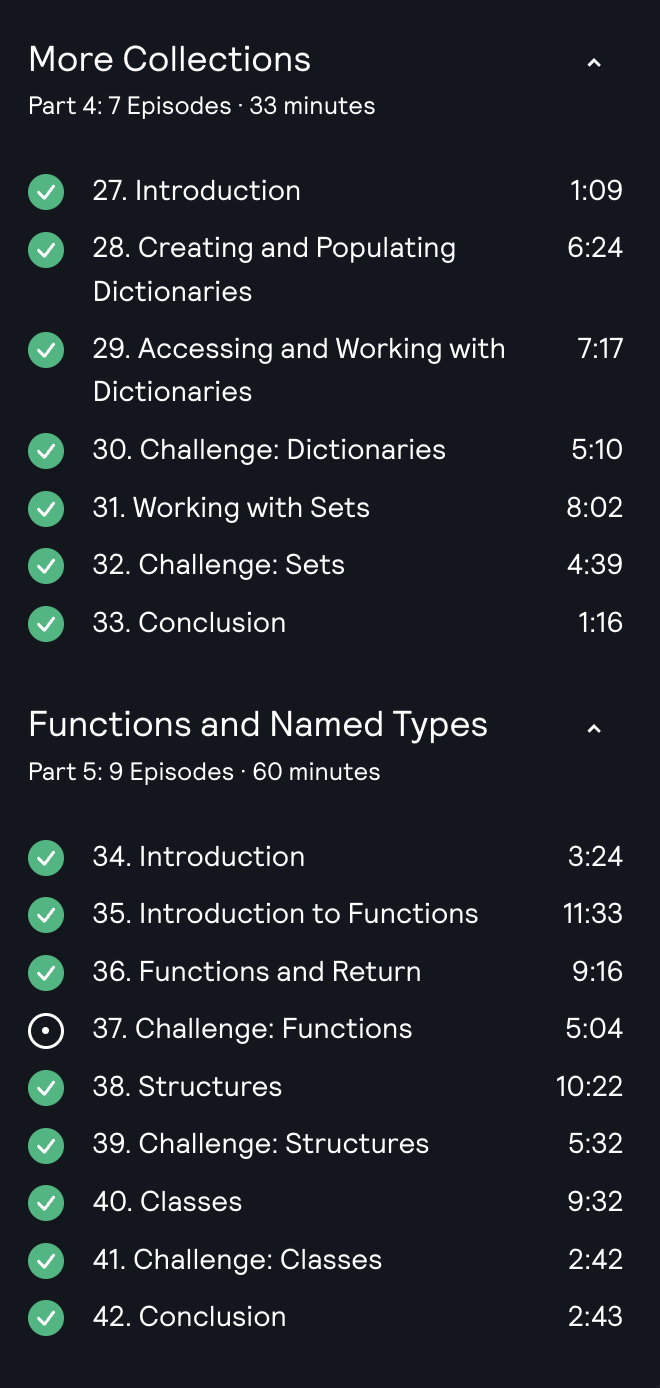 More Collections
Part 4: 7 Episodes · 33 minutes
27. Introduction 1:09
28. Creating and Populating 6:24
Dictionaries
29. Accessing and Working with 7:17
Dictionaries
30. Challenge: Dictionaries 5:10
31. Working with Sets 8:02
32. Challenge: Sets 4:39
33. Conclusion 1:16
Functions and Named Types
Part 5: 9 Episodes · 60 minutes
34. Introduction 3:24
35. Introduction to Functions 11:33
36. Functions and Return 9:16
37. Challenge: Functions 5:04
38. Structures 10:22
39. Challenge: Structures 5:32
40. Classes 9:32
41. Challenge: Classes 2:42
42. Conclusion 2:43